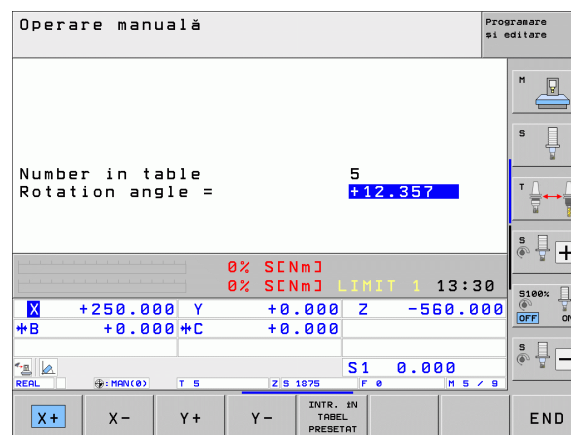 Operare manuală
Programare
și editare
M
S
T
Number in table 5
Rotation angle = +12.357
S
0% S[Nm]
0% S[Nm] LIMIT 1 13:30
S100%
OFF ON
X +250.000 Y +0.000 Z -560.000
B +0.000 C +0.000
S
S1 0.000
REAL : MAN(0) T 5 Z S 1875 F 0 M 5 / 9
X+ X- Y+ Y- INTR. ÎN TABEL PRESETAT END